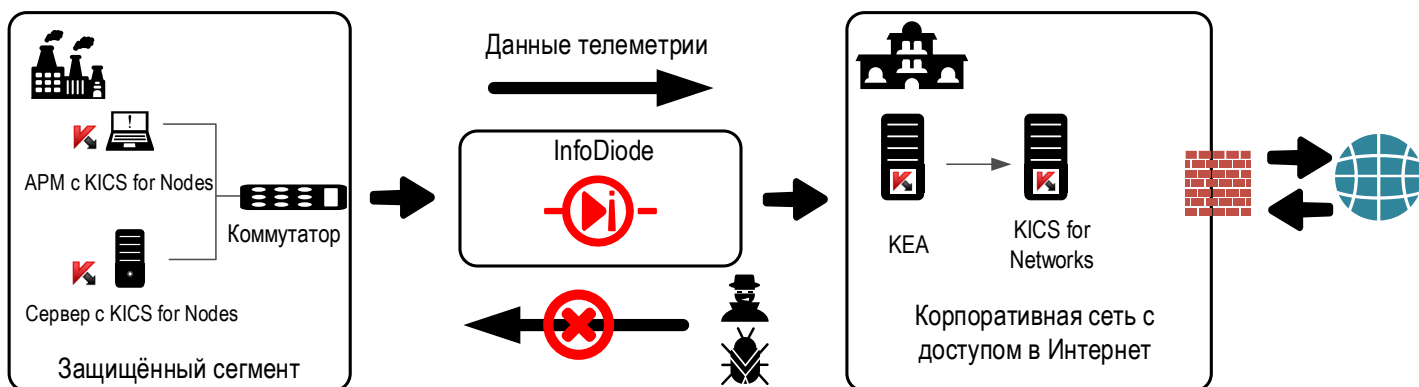 Данные телеметрии
InfoDiode
АРМ с KICS for Nodes
Коммутатор
Сервер с KICS for Nodes
Защищённый сегмент
KEA
KICS for
Networks
Корпоративная сеть с
доступом в Интернет